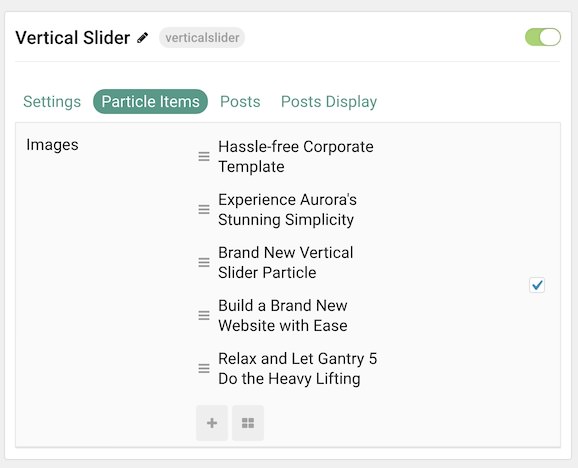 Vertical Slider verticalslider
Settings Particle Items Posts Posts Display
Images
Hassle-free Corporate
Template
Experience Aurora's
Stunning Simplicity
Brand New Vertical
Slider Particle
Build a Brand New
Website with Ease
Relax and Let Gantry 5
Do the Heavy Lifting